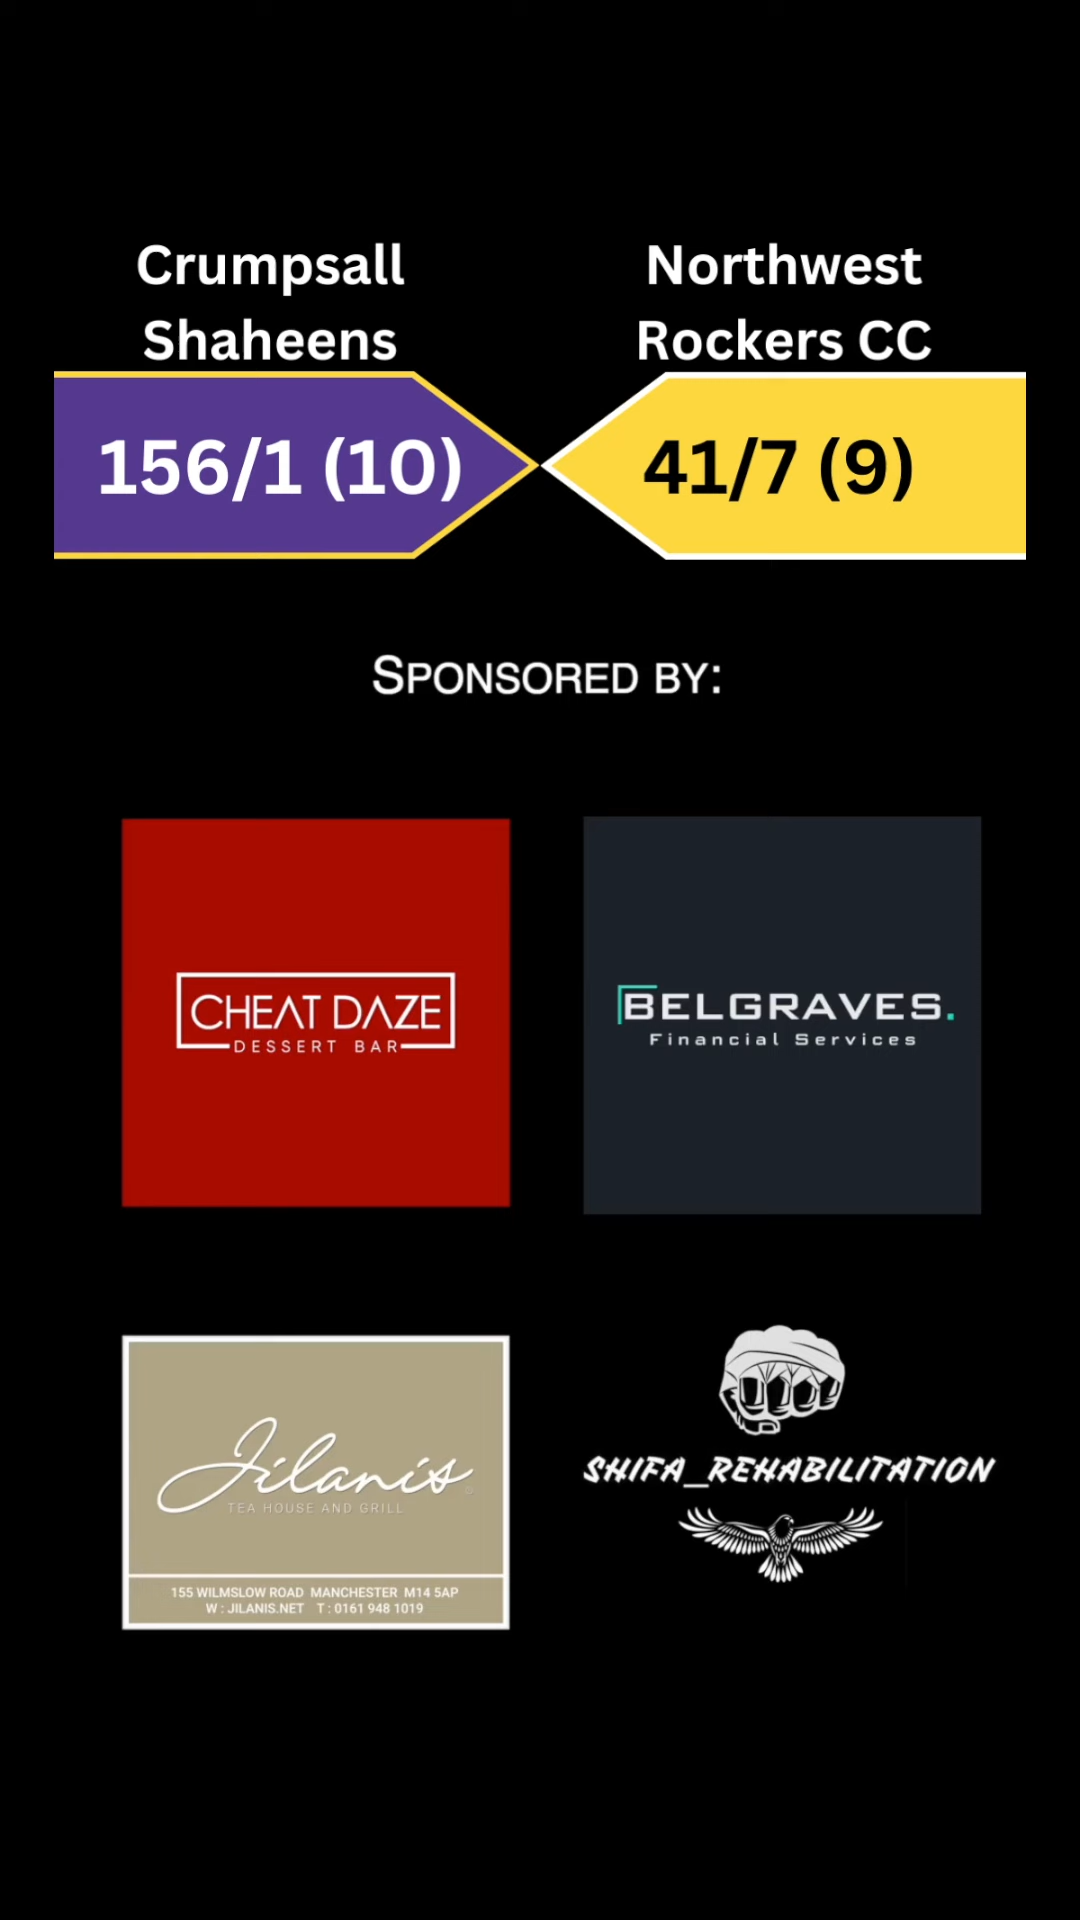 Crumpsall
Shaheens
Northwest
Rockers CC
156/1 (10)
41/7 (9)
SPONSORED BY:
CHEAT DAZE
DESSERT BAR
BELGRAVES.
Financial Services
Jilanis
TEA HOUSE AND GRILL
155 WILMSLOW ROAD MANCHESTER M14 5AP
W : JILANIS.NET T : 0161 948 1019
SHIFA_REHABILITATION